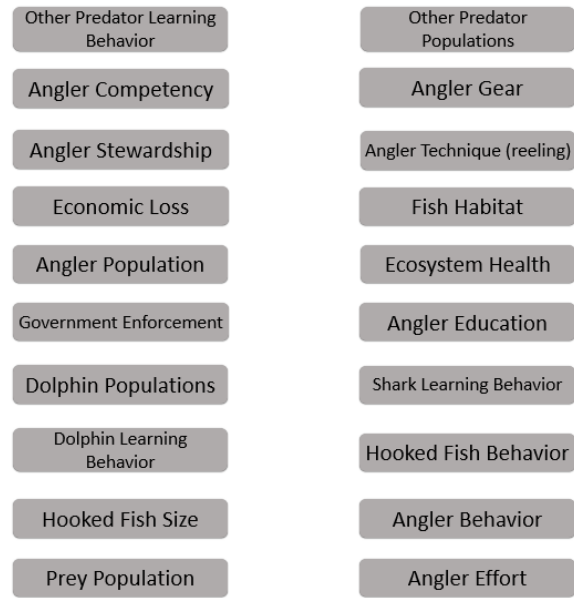 Other Predator Learning
Behavior
Other Predator
Populations
Angler Competency
Angler Gear
Angler Stewardship
Angler Technique (reeling)
Economic Loss
Fish Habitat
Angler Population
Ecosystem Health
Government Enforcement
Angler Education
Dolphin Populations
Shark Learning Behavior
Dolphin Learning
Behavior
Hooked Fish Behavior
Hooked Fish Size
Angler Behavior
Prey Population
Angler Effort